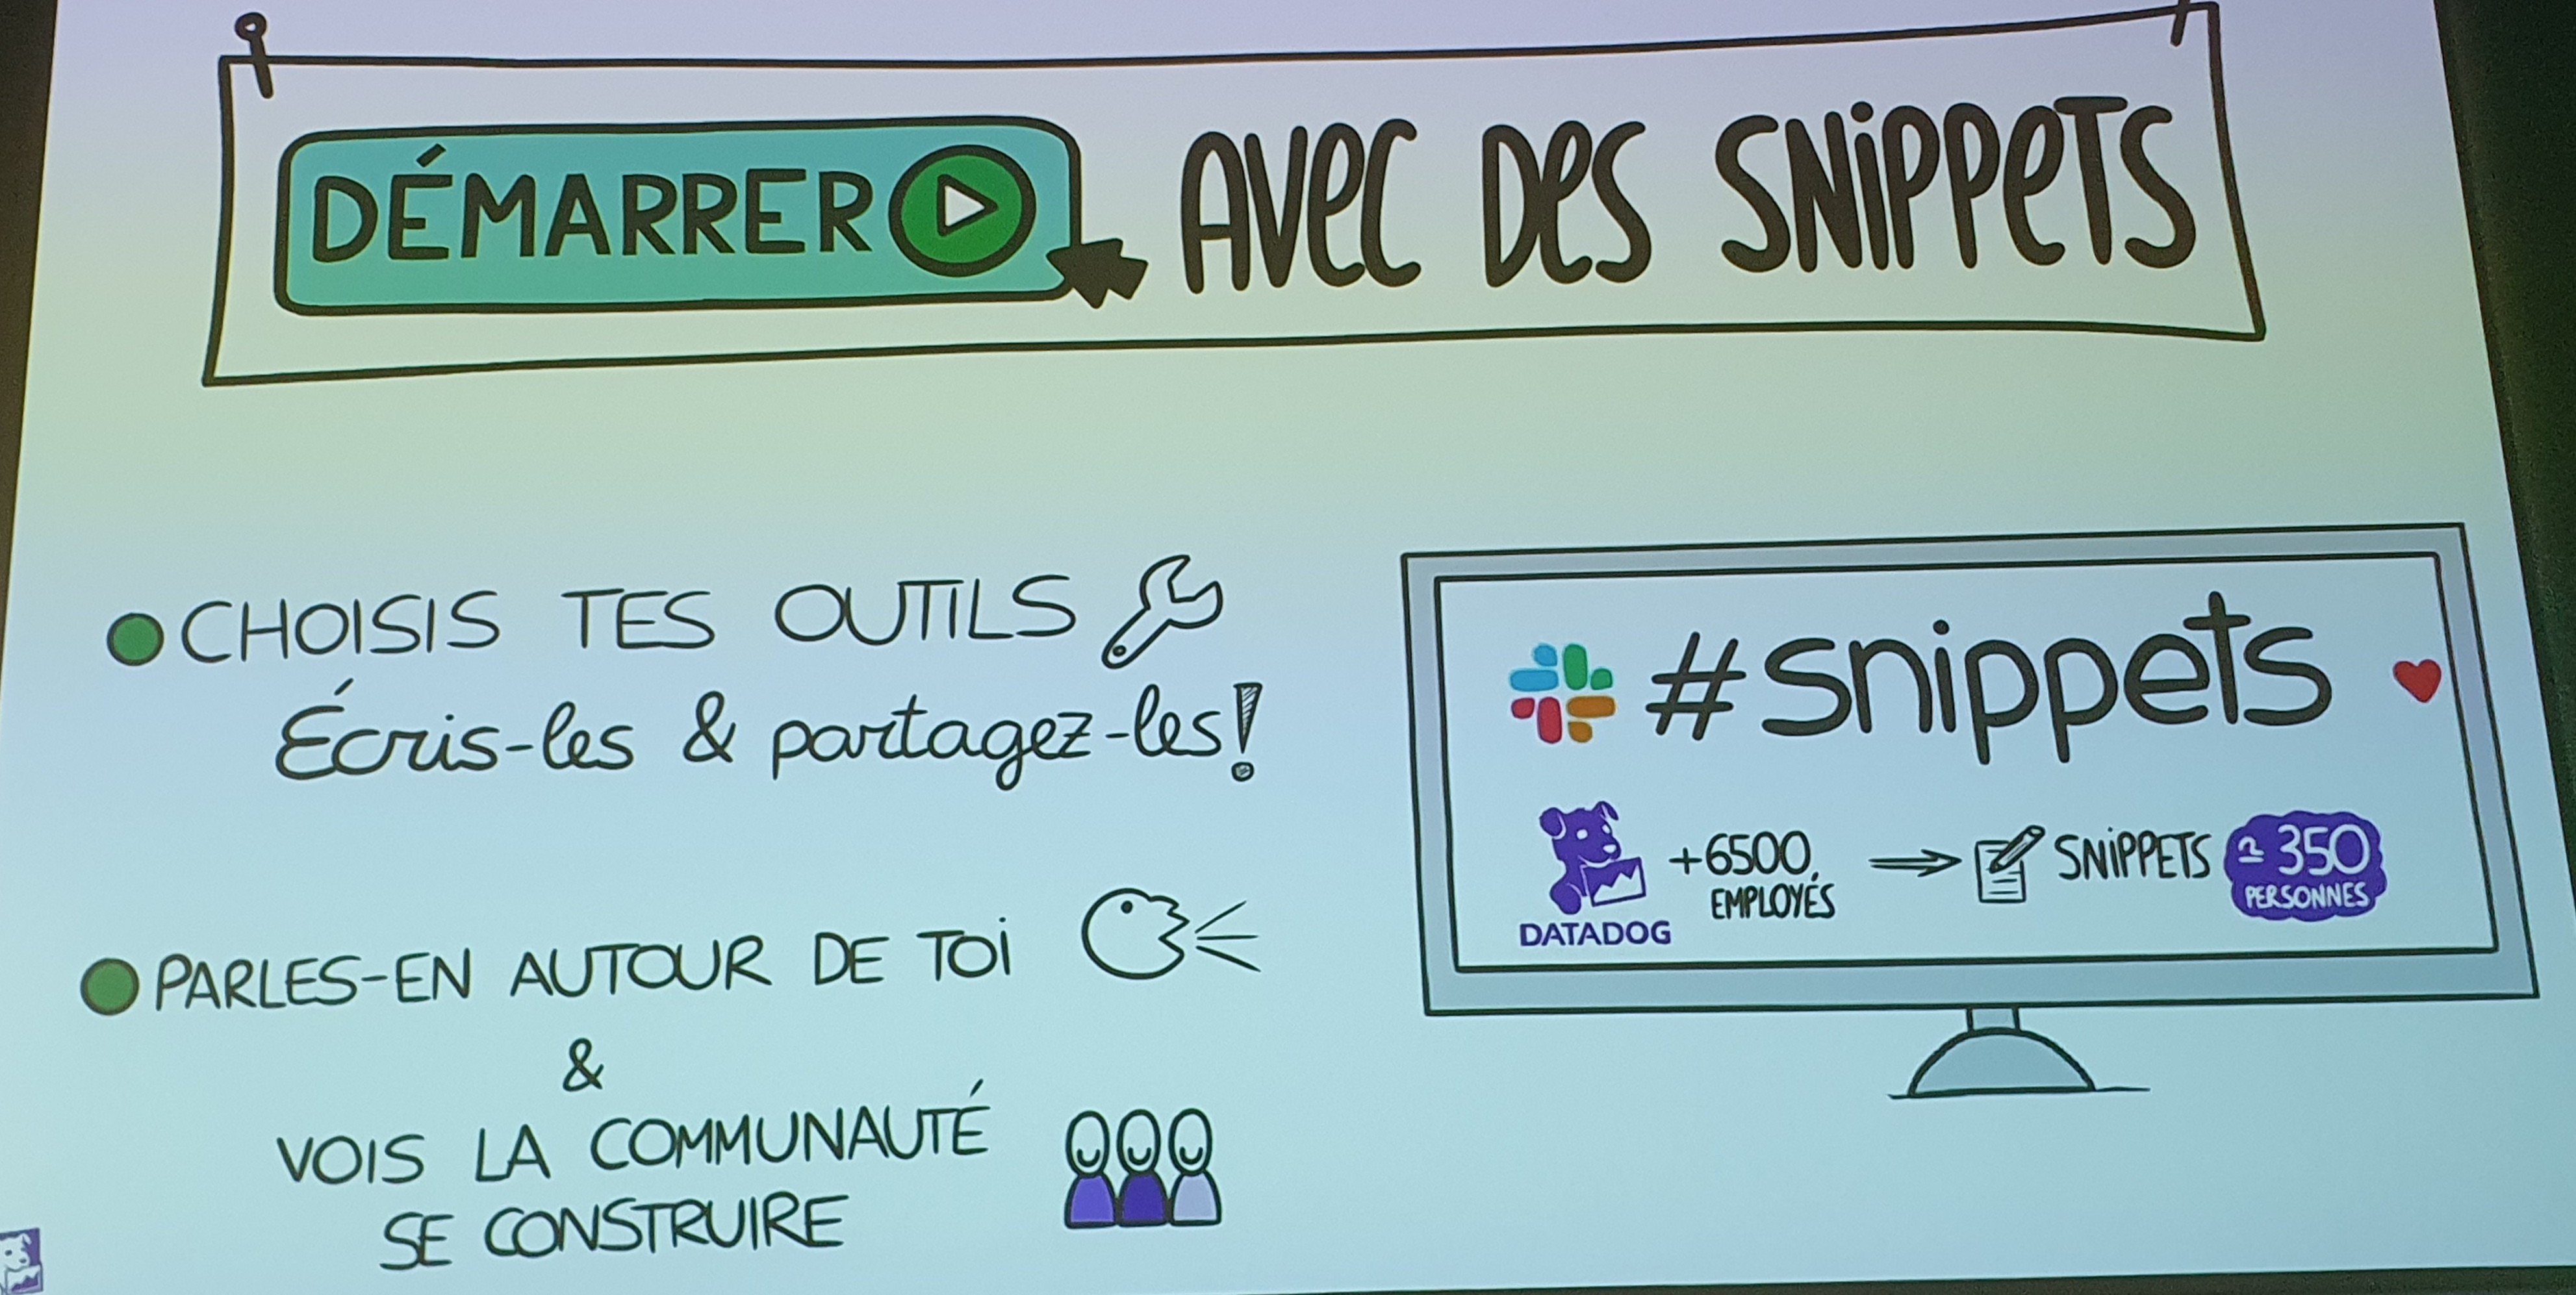 DÉMARRER AVEC DES SNIPPETS
CHOISIS TES OUTILS
Écris-les & partagez-les!
PARLES-EN AUTOUR DE TOI
&
VOIS LA COMMUNAUTÉ
SE CONSTRUIRE
#snippets
DATADOG
+6500
EMPLOYÉS
SNIPPETS
≃ 350
PERSONNES